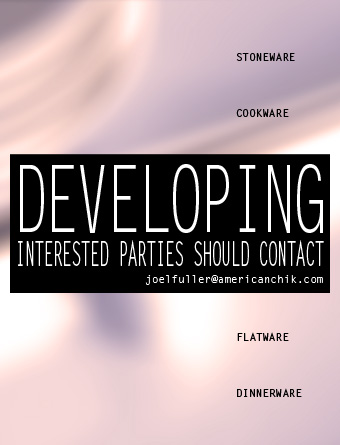 STONEWARE
COOKWARE
DEVELOPING
INTERESTED PARTIES SHOULD CONTACT
joelfuller@americanchik.com
FLATWARE
DINNERWARE